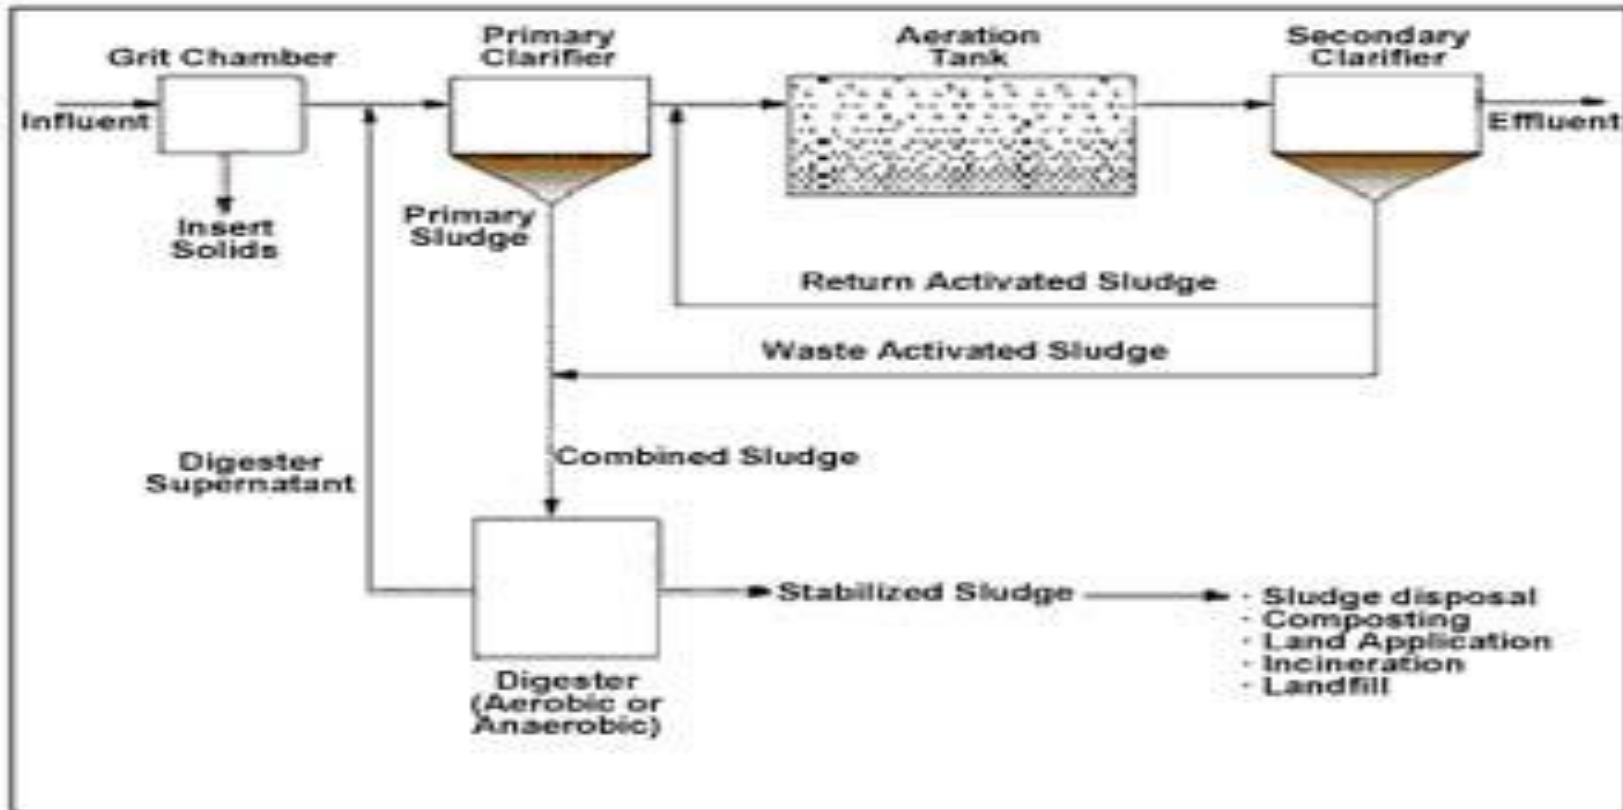 Grit Chamber
Primary
Clarifier
Aeration
Tank
Secondary
Clarifier
Influent
Effluent
Insert
Solids
Primary
Sludge
Return Activated Sludge
Waste Activated Sludge
Digester
Supernatant
Combined Sludge
Stabilized Sludge
· Sludge disposal
· Composting
· Land Application
· Incineration
· Landfill
Digester
(Aerobic or
Anaerobic)